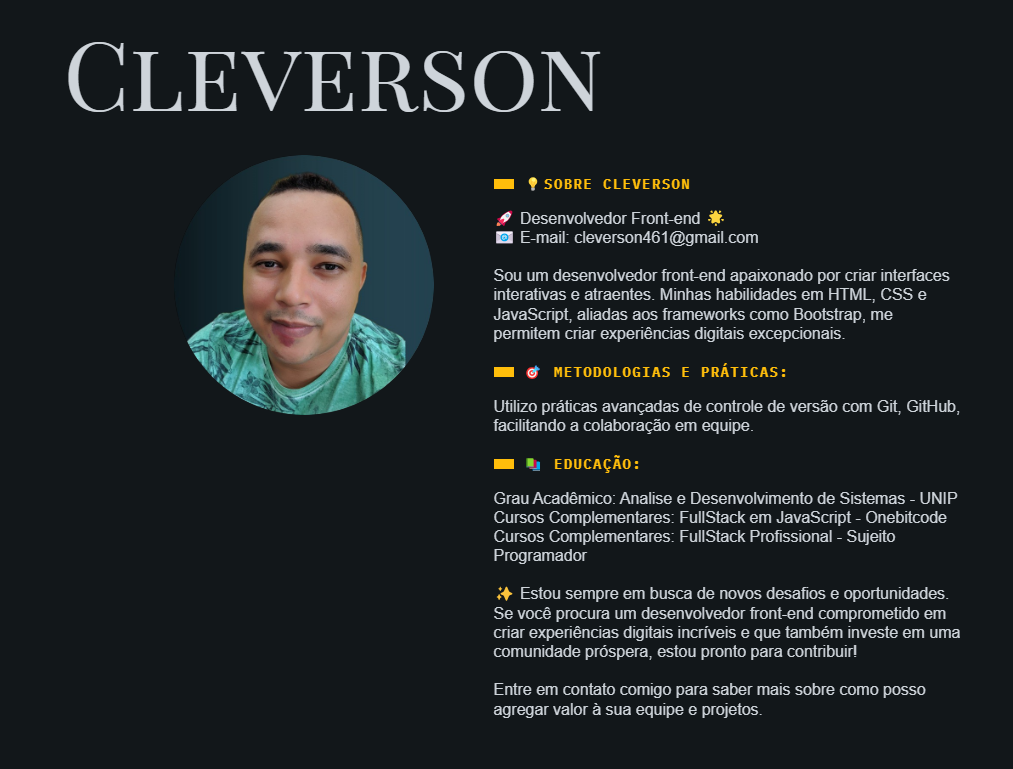 CLEVERSON
💡SOBRE CLEVERSON
🚀 Desenvolvedor Front-end 🌟
📧 E-mail: cleverson461@gmail.com
Sou um desenvolvedor front-end apaixonado por criar interfaces
interativas e atraentes. Minhas habilidades em HTML, CSS e
JavaScript, aliadas aos frameworks como Bootstrap, me
permitem criar experiências digitais excepcionais.
🎯 METODOLOGIAS E PRÁTICAS:
Utilizo práticas avançadas de controle de versão com Git, GitHub,
facilitando a colaboração em equipe.
📚 EDUCAÇÃO:
Grau Acadêmico: Analise e Desenvolvimento de Sistemas - UNIP
Cursos Complementares: FullStack em JavaScript - Onebitcode
Cursos Complementares: FullStack Profissional - Sujeito
Programador
✨ Estou sempre em busca de novos desafios e oportunidades.
Se você procura um desenvolvedor front-end comprometido em
criar experiências digitais incríveis e que também investe em uma
comunidade próspera, estou pronto para contribuir!
Entre em contato comigo para saber mais sobre como posso
agregar valor à sua equipe e projetos.